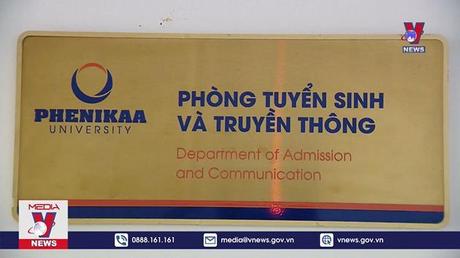 V
NEWS
PHENIKAA
UNIVERSITY
PHÒNG TUYỂN SINH
VÀ TRUYỀN THÔNG
Department of Admission
and Communication
MEDIA
V
NEWS
0888.161.161
media@vnews.gov.vn
vnews.gov.vn